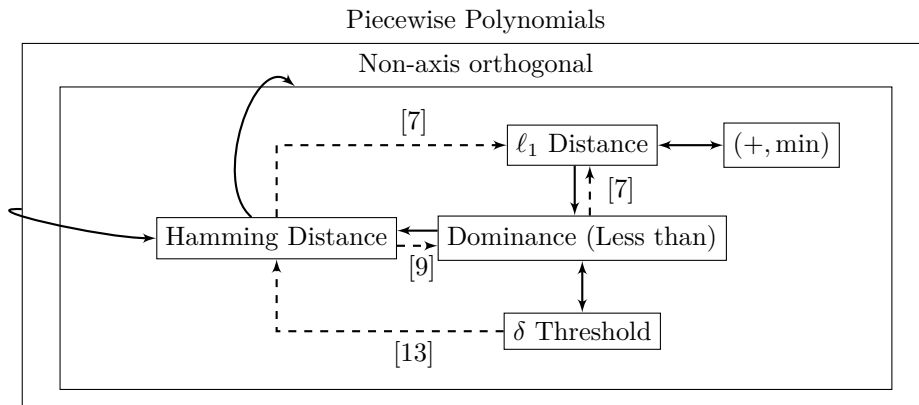 Piecewise Polynomials
Non-axis orthogonal
[7]
ℓ₁ Distance
(+, min)
[7]
Hamming Distance
Dominance (Less than)
[9]
δ Threshold
[13]